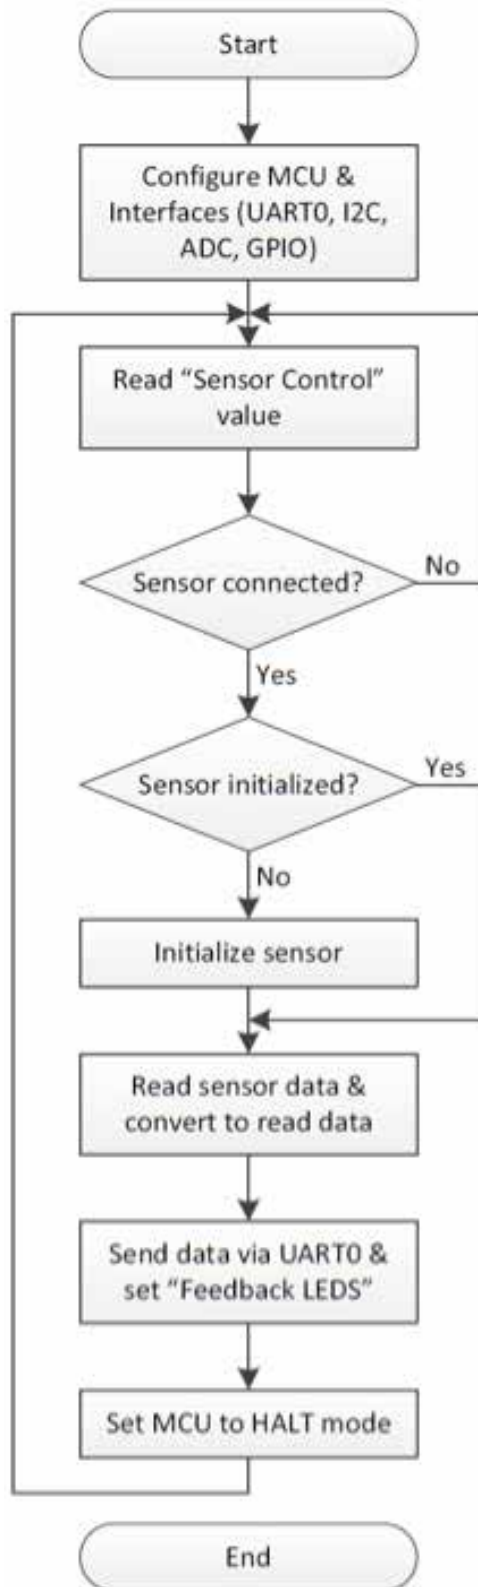 Start
Configure MCU &
Interfaces (UART0, I2C,
ADC, GPIO)
Read “Sensor Control”
value
Sensor connected?
No
Yes
Sensor initialized?
Yes
No
Initialize sensor
Read sensor data &
convert to read data
Send data via UART0 &
set “Feedback LEDS”
Set MCU to HALT mode
End